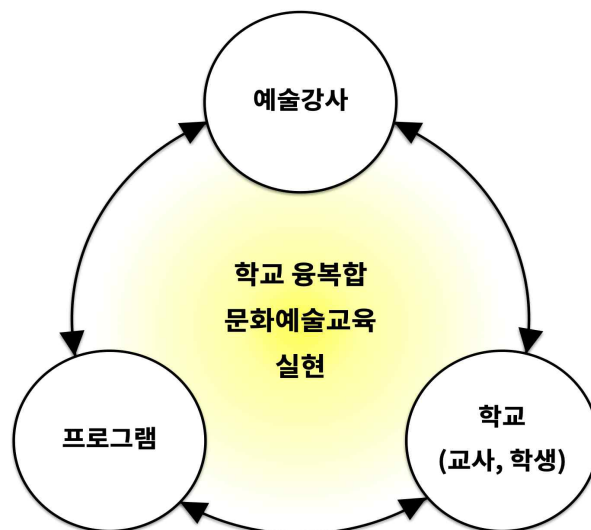 예술강사
학교 융복합
문화예술교육
실현
프로그램
학교
(교사, 학생)